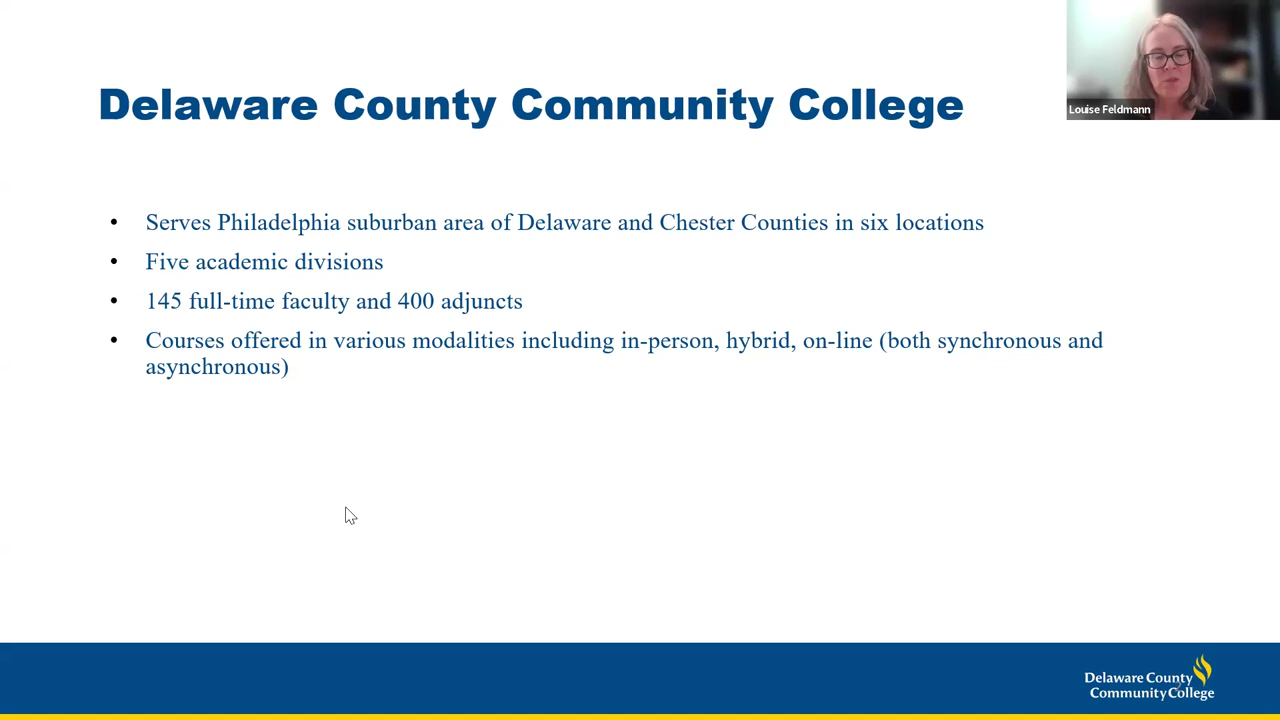 Delaware County Community College
Louise Feldmann
• Serves Philadelphia suburban area of Delaware and Chester Counties in six locations
• Five academic divisions
• 145 full-time faculty and 400 adjuncts
• Courses offered in various modalities including in-person, hybrid, on-line (both synchronous and
asynchronous)
Delaware County
Community College